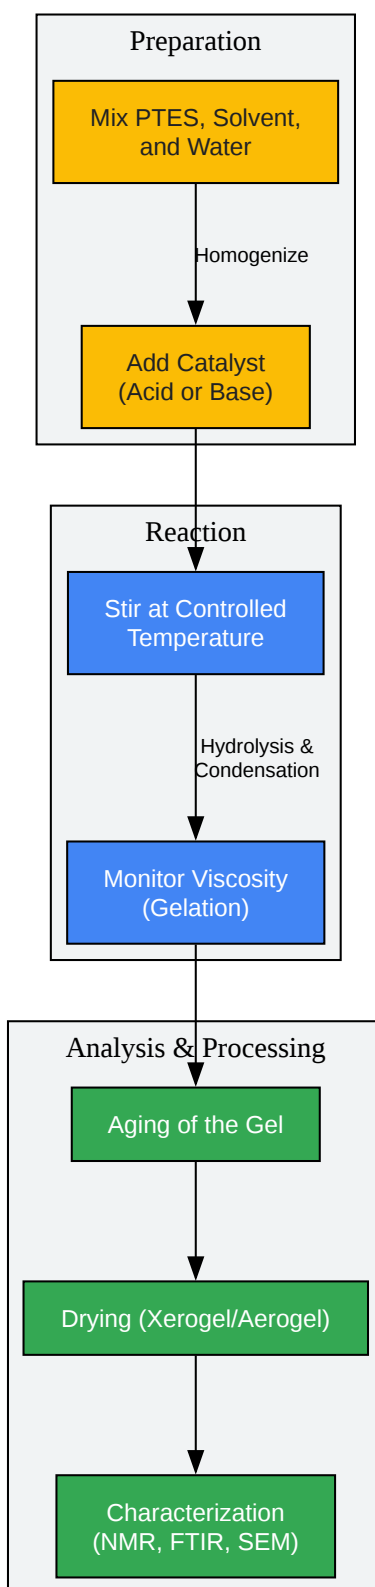 Preparation
Mix PTES, Solvent,
and Water
Homogenize
Add Catalyst
(Acid or Base)
Reaction
Stir at Controlled
Temperature
Hydrolysis &
Condensation
Monitor Viscosity
(Gelation)
Analysis & Processing
Aging of the Gel
Drying (Xerogel/Aerogel)
Characterization
(NMR, FTIR, SEM)